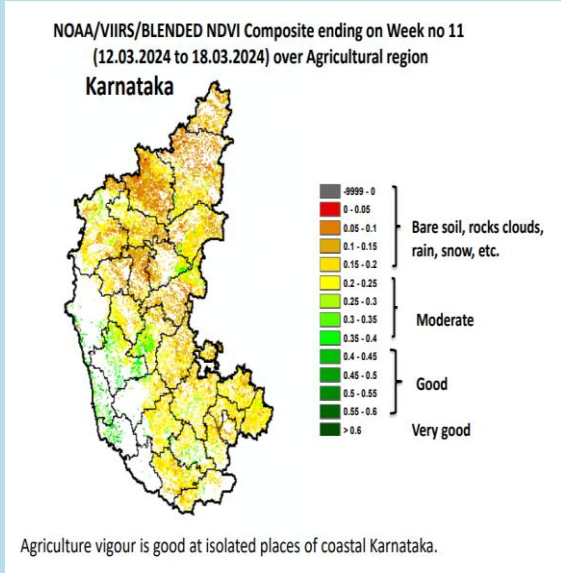 NOAA/VIIRS/BLENDED NDVI Composite ending on Week no 11
(12.03.2024 to 18.03.2024) over Agricultural region
Karnataka
-9999 - 0
0 - 0.05
0.05 - 0.1
0.1 - 0.15
0.15 - 0.2
0.2 - 0.25
0.25 - 0.3
0.3 - 0.35
0.35 - 0.4
0.4 - 0.45
0.45 - 0.5
0.5 - 0.55
0.55 - 0.6
> 0.6
Bare soil, rocks clouds,
rain, snow, etc.
Moderate
Good
Very good
Agriculture vigour is good at isolated places of coastal Karnataka.